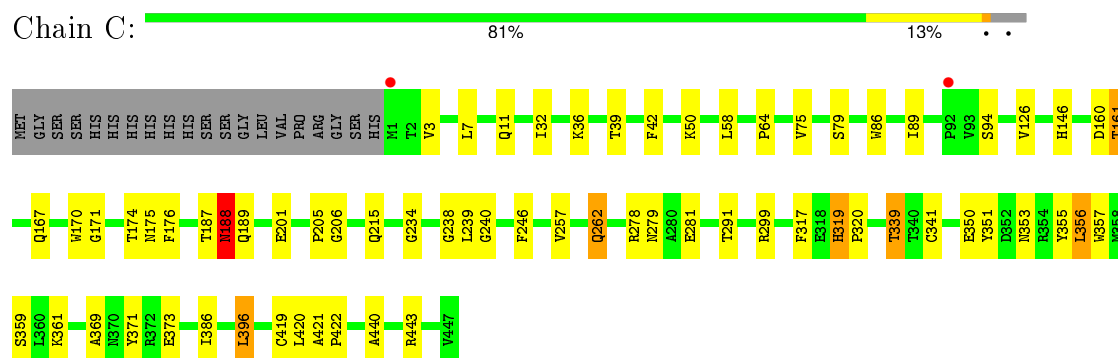 Chain C:
81% 13% • •
MET GLY SER SER HIS HIS HIS HIS HIS HIS SER SER GLY LEU VAL PRO ARG GLY SER HIS M1 T2 V3 L7 Q11 I32 K36 T39 F42 K50 L58 P64 V75 S79 W86 I89 P92 V93 S94 V126 H146 D160 T161
Q167 W170 G171 T174 N175 F176 T187 N188 Q189 E201 P205 G206 Q215 G234 G238 L239 G240 F246 V257 Q262 R278 N279 A280 E281 T291 R299 F317 E318 H319 P320 T339 T340 C341 E350 Y351 D352 N353 R354 Y355 L356 W357 M358
S359 L360 K361 A369 N370 Y371 R372 E373 I386 L396 C419 L420 A421 P422 A440 R443 V447